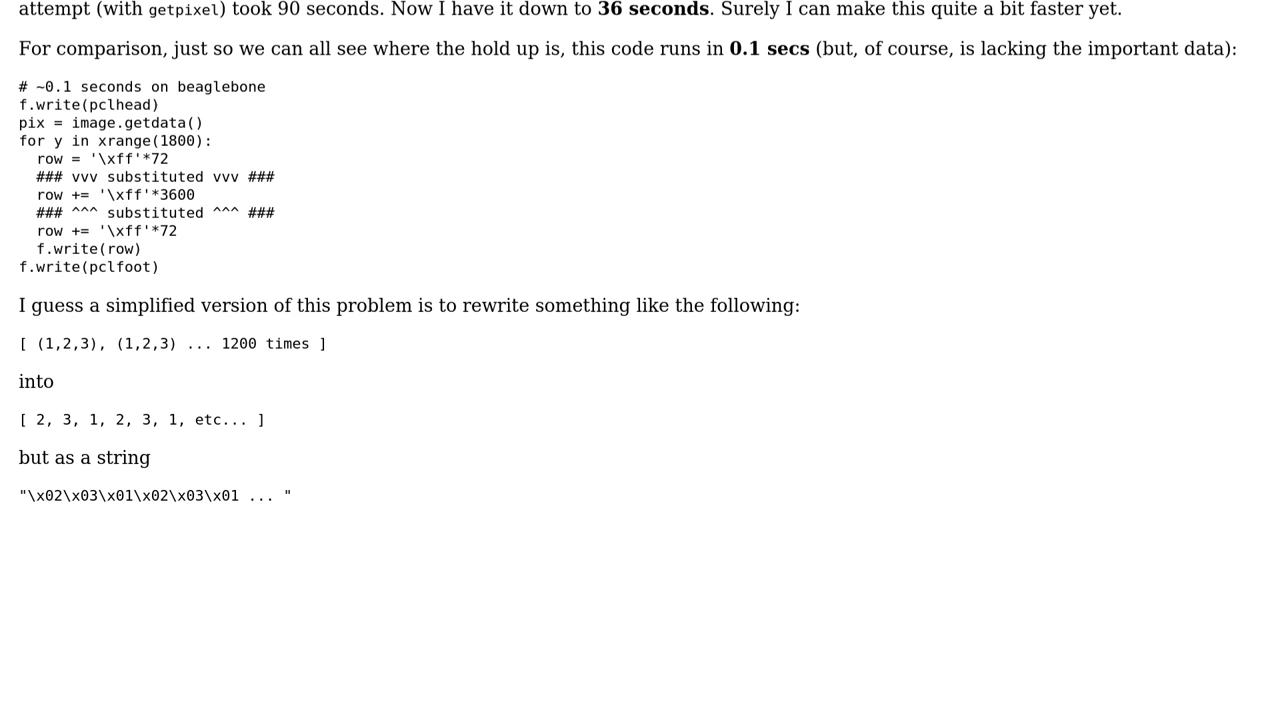 attempt (with getpixel) took 90 seconds. Now I have it down to 36 seconds. Surely I can make this quite a bit faster yet.
For comparison, just so we can all see where the hold up is, this code runs in 0.1 secs (but, of course, is lacking the important data):
# ~0.1 seconds on beaglebone
f.write(pclhead)
pix = image.getdata()
for y in xrange(1800):
  row = '\xff'*72
  ### vvv substituted vvv ###
  row += '\xff'*3600
  ### ^^^ substituted ^^^ ###
  row += '\xff'*72
  f.write(row)
f.write(pclfoot)
I guess a simplified version of this problem is to rewrite something like the following:
[ (1,2,3), (1,2,3) ... 1200 times ]
into
[ 2, 3, 1, 2, 3, 1, etc... ]
but as a string
"\x02\x03\x01\x02\x03\x01 ... "